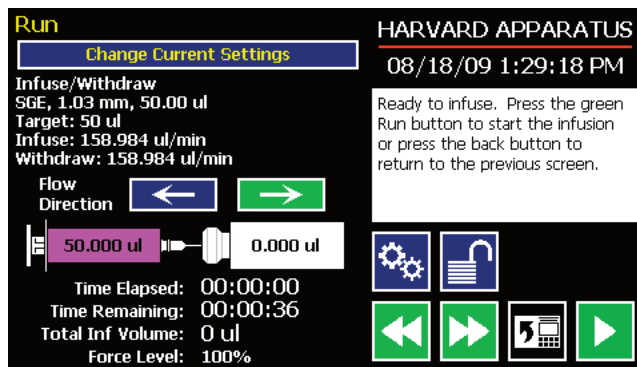 Run
Change Current Settings
Infuse/Withdraw
SGE, 1.03 mm, 50.00 ul
Target: 50 ul
Infuse: 158.984 ul/min
Withdraw: 158.984 ul/min
Flow
Direction
50.000 ul
0.000 ul
Time Elapsed: 00:00:00
Time Remaining: 00:00:36
Total Inf Volume: 0 ul
Force Level: 100%
HARVARD APPARATUS
08/18/09 1:29:18 PM
Ready to infuse. Press the green
Run button to start the infusion
or press the back button to
return to the previous screen.